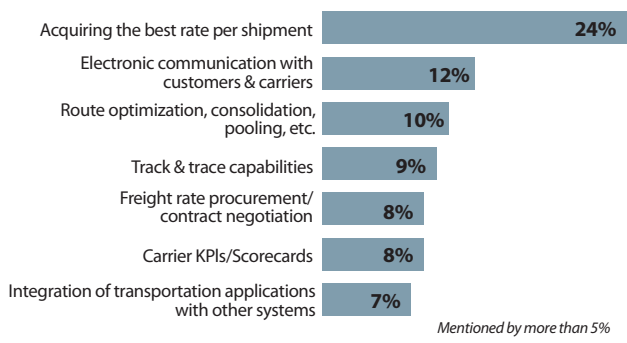 Acquiring the best rate per shipment
24%
Electronic communication with
customers & carriers
12%
Route optimization, consolidation,
pooling, etc.
10%
Track & trace capabilities
9%
Freight rate procurement/
contract negotiation
8%
Carrier KPIs/Scorecards
8%
Integration of transportation applications
with other systems
7%
Mentioned by more than 5%